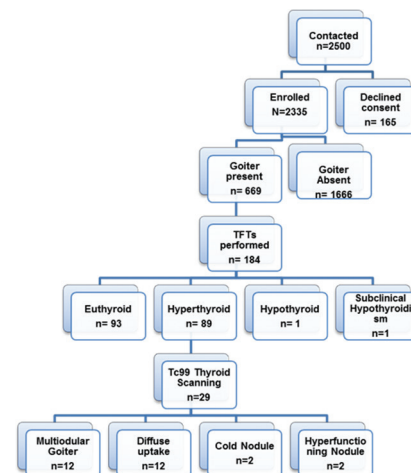 Contacted
n=2500
Enrolled
N=2335
Declined
consent
n= 165
Goiter
present
n= 669
Goiter
Absent
n= 1666
TFTs
performed
n= 184
Euthyroid
n= 93
Hyperthyroid
n= 89
Hypothyroid
n= 1
Subclinical
Hypothyroidi
sm
n=1
Tc99 Thyroid
Scanning
n=29
Multiodular
Goiter
n=12
Diffuse
uptake
n=12
Cold Nodule
n=2
Hyperfunctio
ning Nodule
n=2